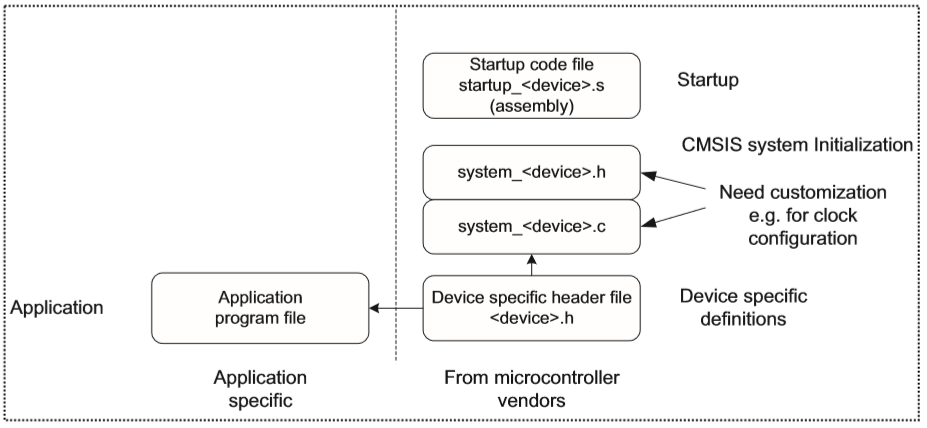 Startup code file
startup_<device>.s
(assembly)
Startup
CMSIS system Initialization
system_<device>.h
Need customization
e.g. for clock
configuration
system_<device>.c
Application
Application
program file
Device specific header file
<device>.h
Device specific
definitions
Application
specific
From microcontroller
vendors